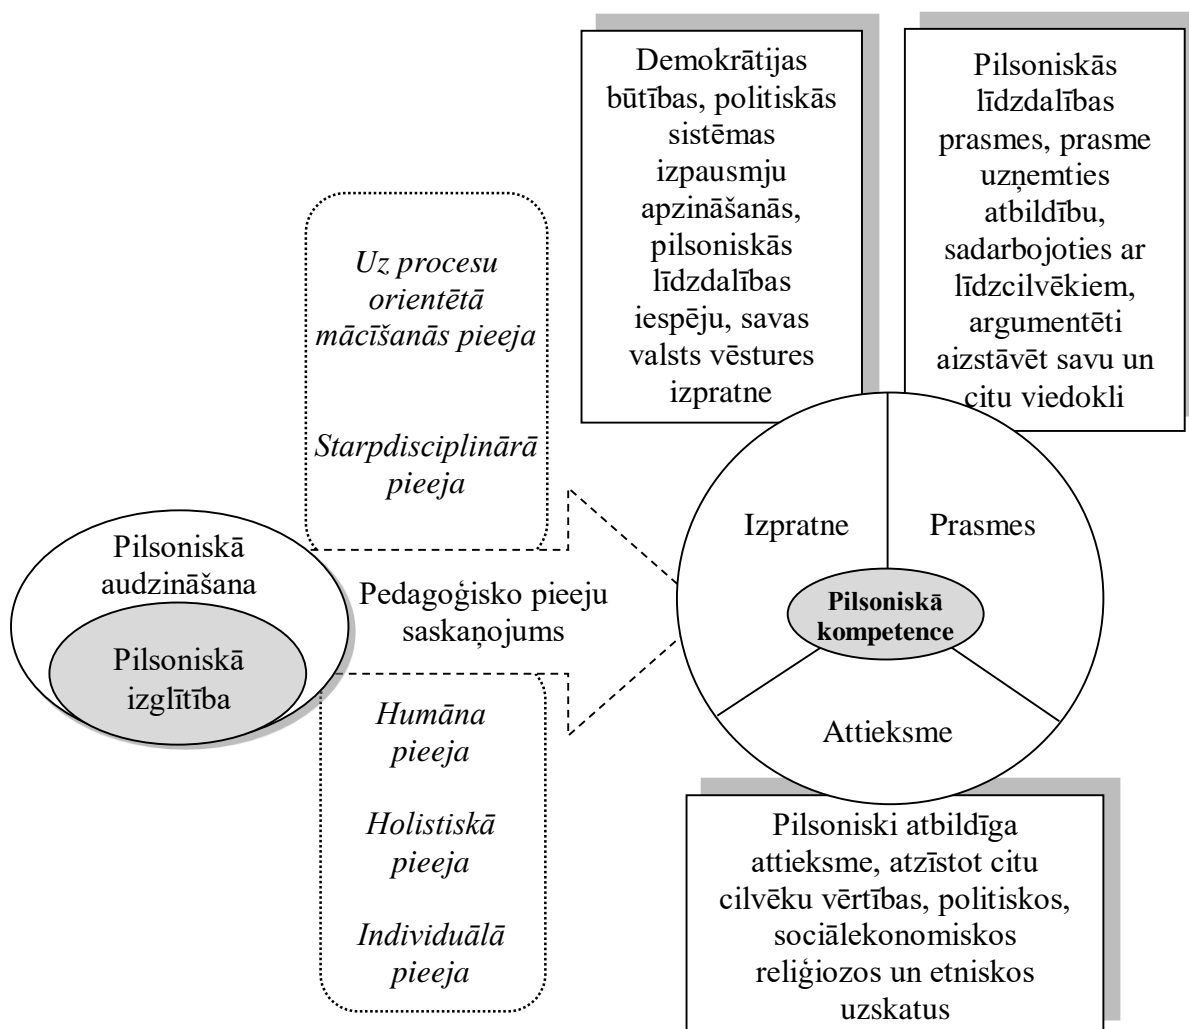 Demokrātijas
būtības, politiskās
sistēmas
izpausmju
apzināšanās,
pilsoniskās
līdzdalības
iespēju, savas
valsts vēstures
izpratne
Pilsoniskās
līdzdalības
prasmes, prasme
uzņemties
atbildību,
sadarbojoties ar
līdzcilvēkiem,
argumentēti
aizstāvēt savu un
citu viedokli
Uz procesu
orientētā
mācīšanās pieeja
Starpdisciplinārā
pieeja
Pilsoniskā
audzināšana
Pilsoniskā
izglītība
Pedagoģisko pieeju
saskaņojums
Humāna
pieeja
Holistiskā
pieeja
Individuālā
pieeja
Izpratne
Prasmes
Pilsoniskā
kompetence
Attieksme
Pilsoniski atbildīga
attieksme, atzīstot citu
cilvēku vērtības, politiskos,
sociālekonomiskos
reliģiozos un etniskos
uzskatus